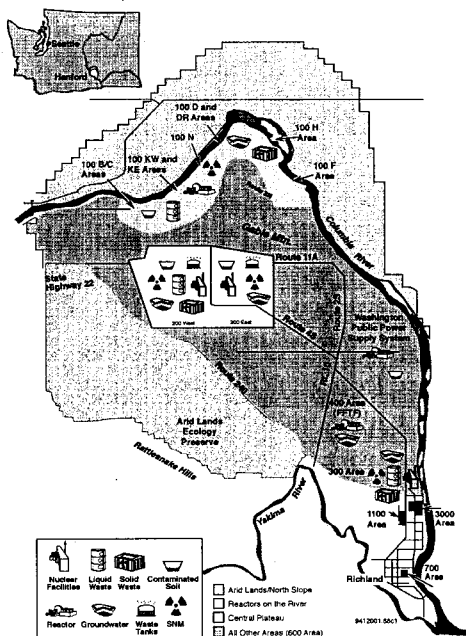 Seattle
Hanford
100 D and
DR Areas
100 H
Area
100 N
100 KW and
KE Areas
100 B/C
Areas
100 F
Area
Columbia River
Gable Mtn.
Route 11A
State
Highway 22
200 West
200 East
Washington
Public Power
Supply System
400 Area
(FFTF)
Arid Lands
Ecology
Preserve
Rattlesnake Hills
300 Area
Yakima River
1100
Area
3000
Area
Richland
700
Area
Nuclear
Facilities
Liquid
Waste
Solid
Waste
Contaminated
Soil
Reactor
Groundwater
Waste
Tanks
SNM
Arid Lands/North Slope
Reactors on the River
Central Plateau
All Other Areas (600 Area)